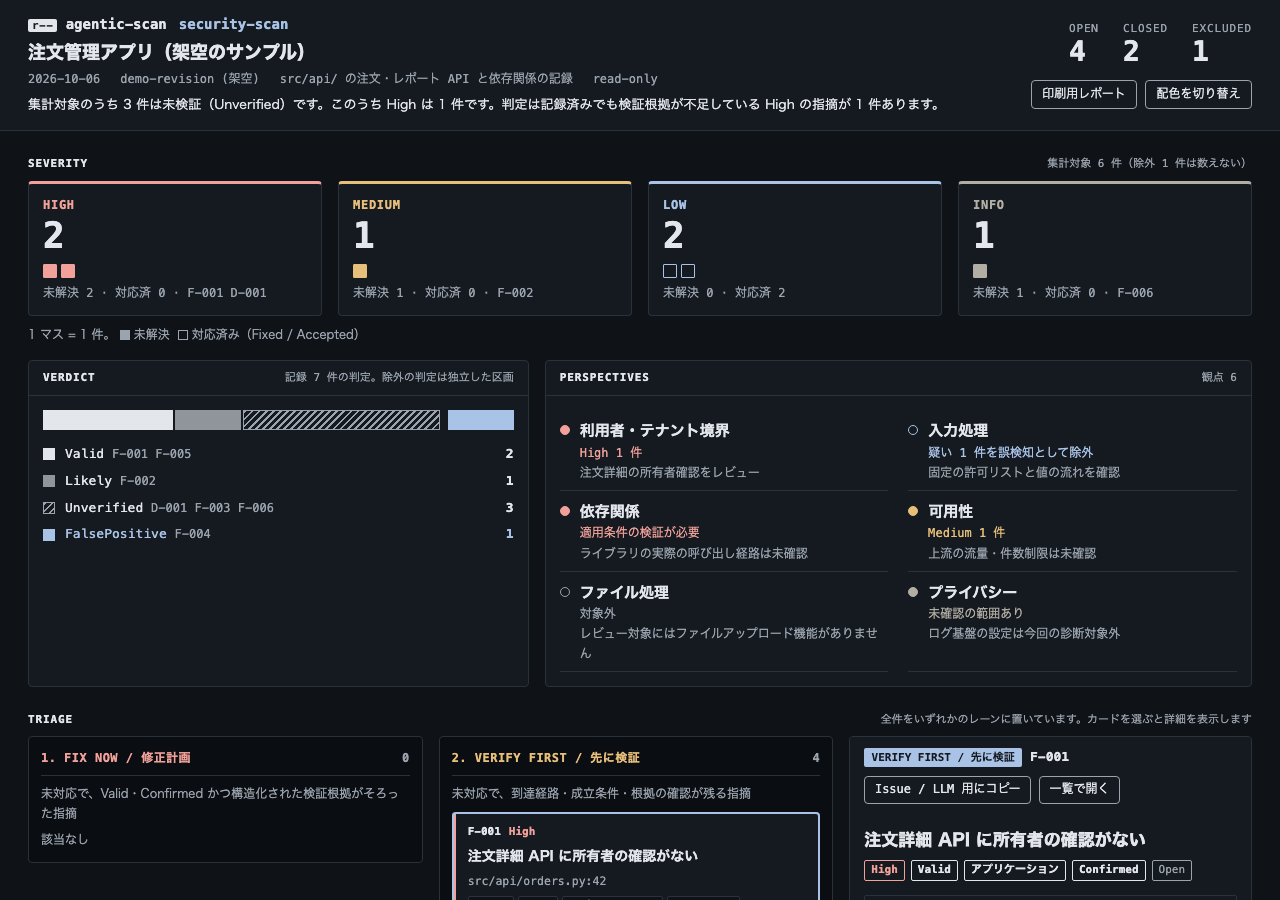 r-- agentic-scan security-scan
注文管理アプリ（架空のサンプル）
2026-10-06 demo-revision (架空) src/api/ の注文・レポート API と依存関係の記録 read-only
集計対象のうち 3 件は未検証（Unverified）です。このうち High は 1 件です。判定は記録済みでも検証根拠が不足している High の指摘が 1 件あります。
OPEN CLOSED EXCLUDED
4 2 1
印刷用レポート 配色を切り替え
SEVERITY
集計対象 6 件（除外 1 件は数えない）
HIGH
2
未解決 2 · 対応済 0 · F-001 D-001
MEDIUM
1
未解決 1 · 対応済 0 · F-002
LOW
2
未解決 0 · 対応済 2
INFO
1
未解決 1 · 対応済 0 · F-006
1 マス = 1 件。 未解決 対応済み（Fixed / Accepted）
VERDICT
記録 7 件の判定。除外の判定は独立した区画
Valid F-001 F-005 2
Likely F-002 1
Unverified D-001 F-003 F-006 3
FalsePositive F-004 1
PERSPECTIVES
観点 6
利用者・テナント境界
High 1 件
注文詳細の所有者確認をレビュー
入力処理
疑い 1 件を誤検知として除外
固定の許可リストと値の流れを確認
依存関係
適用条件の検証が必要
ライブラリの実際の呼び出し経路は未確認
可用性
Medium 1 件
上流の流量・件数制限は未確認
ファイル処理
対象外
レビュー対象にはファイルアップロード機能がありませ
ん
プライバシー
未確認の範囲あり
ログ基盤の設定は今回の診断対象外
TRIAGE
全件をいずれかのレーンに置いています。カードを選ぶと詳細を表示します
1. FIX NOW / 修正計画 0
未対応で、Valid・Confirmed かつ構造化された検証根拠がそろっ
た指摘
該当なし
2. VERIFY FIRST / 先に検証 4
未対応で、到達経路・成立条件・根拠の確認が残る指摘
F-001 High
注文詳細 API に所有者の確認がない
src/api/orders.py:42
VERIFY FIRST / 先に検証 F-001
Issue / LLM 用にコピー 一覧で開く
注文詳細 API に所有者の確認がない
High Valid アプリケーション Confirmed Open